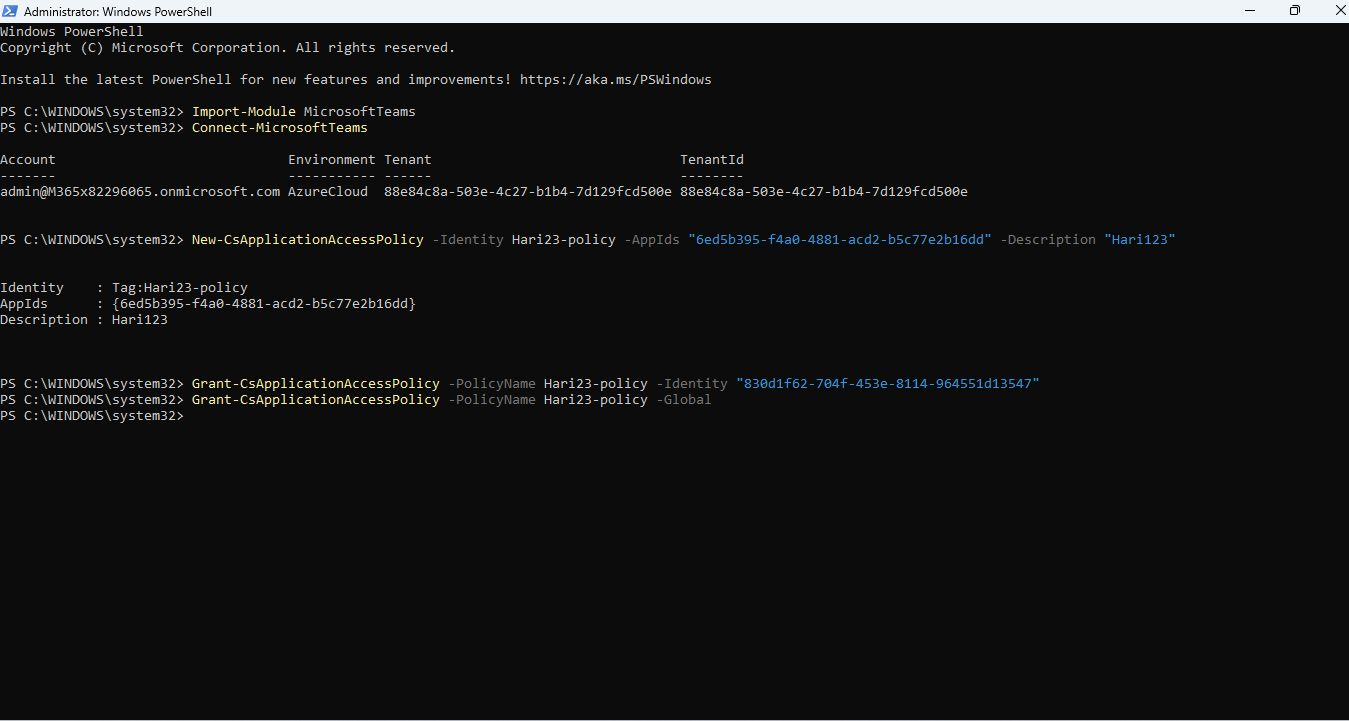 Administrator: Windows PowerShell
Windows PowerShell
Copyright (C) Microsoft Corporation. All rights reserved.
Install the latest PowerShell for new features and improvements! https://aka.ms/PSWindows
PS C:\WINDOWS\system32> Import-Module MicrosoftTeams
PS C:\WINDOWS\system32> Connect-MicrosoftTeams
Account Environment Tenant TenantId
------- ----------- ------ --------
admin@M365x82296065.onmicrosoft.com AzureCloud 88e84c8a-503e-4c27-b1b4-7d129fcd500e 88e84c8a-503e-4c27-b1b4-7d129fcd500e
PS C:\WINDOWS\system32> New-CsApplicationAccessPolicy -Identity Hari23-policy -AppIds "6ed5b395-f4a0-4881-acd2-b5c77e2b16dd" -Description "Hari123"
Identity : Tag:Hari23-policy
AppIds : {6ed5b395-f4a0-4881-acd2-b5c77e2b16dd}
Description : Hari123
PS C:\WINDOWS\system32> Grant-CsApplicationAccessPolicy -PolicyName Hari23-policy -Identity "830d1f62-704f-453e-8114-964551d13547"
PS C:\WINDOWS\system32> Grant-CsApplicationAccessPolicy -PolicyName Hari23-policy -Global
PS C:\WINDOWS\system32>